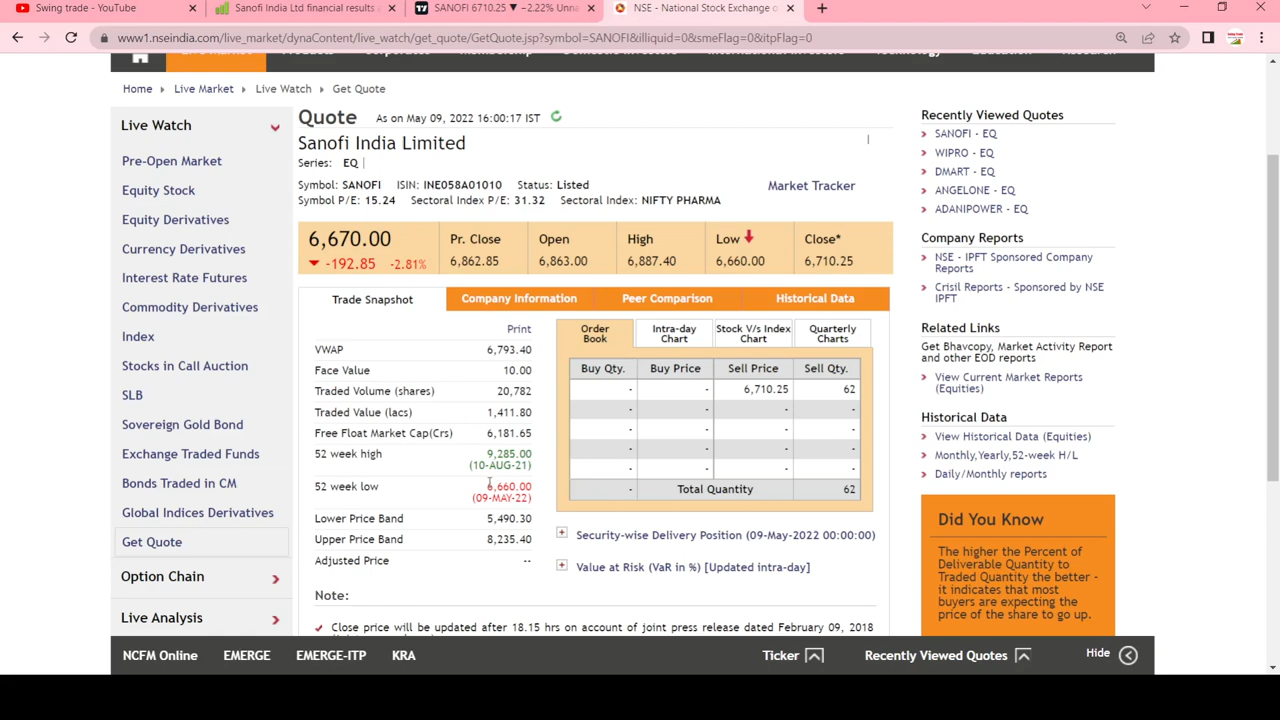 Swing trade - YouTube
Sanofi India Ltd financial results
SANOFI 6710.25 ▼ −2.22% Unna
NSE - National Stock Exchange o
www1.nseindia.com/live_market/dynaContent/live_watch/get_quote/GetQuote.jsp?symbol=SANOFI&illiquid=0&smeFlag=0&itpFlag=0
Home
Live Market
Live Watch
Get Quote
Live Watch
Pre-Open Market
Equity Stock
Equity Derivatives
Currency Derivatives
Interest Rate Futures
Commodity Derivatives
Index
Stocks in Call Auction
SLB
Sovereign Gold Bond
Exchange Traded Funds
Bonds Traded in CM
Global Indices Derivatives
Get Quote
Option Chain
Live Analysis
Quote As on May 09, 2022 16:00:17 IST
Sanofi India Limited
Series: EQ |
Symbol: SANOFI ISIN: INE058A01010 Status: Listed
Market Tracker
Symbol P/E: 15.24 Sectoral Index P/E: 31.32 Sectoral Index: NIFTY PHARMA
6,670.00
▼ -192.85 -2.81%
Pr. Close
6,862.85
Open
6,863.00
High
6,887.40
Low
6,660.00
Close*
6,710.25
Trade Snapshot
Company Information
Peer Comparison
Historical Data
Print
VWAP 6,793.40
Face Value 10.00
Traded Volume (shares) 20,782
Traded Value (lacs) 1,411.80
Free Float Market Cap(Crs) 6,181.65
52 week high 9,285.00
(10-AUG-21)
52 week low 6,660.00
(09-MAY-22)
Lower Price Band 5,490.30
Upper Price Band 8,235.40
Adjusted Price --
Note:
Close price will be updated after 18.15 hrs on account of joint press release dated February 09, 2018
Order
Book
Intra-day
Chart
Stock V/s Index
Chart
Quarterly
Charts
Buy Qty. Buy Price Sell Price Sell Qty.
- - 6,710.25 62
- - - -
- - - -
- - - -
- - - -
- Total Quantity 62
Security-wise Delivery Position (09-May-2022 00:00:00)
Value at Risk (VaR in %) [Updated intra-day]
Recently Viewed Quotes
SANOFI - EQ
WIPRO - EQ
DMART - EQ
ANGELONE - EQ
ADANIPOWER - EQ
Company Reports
NSE - IPFT Sponsored Company
Reports
Crisil Reports - Sponsored by NSE
IPFT
Related Links
Get Bhavcopy, Market Activity Report
and other EOD reports
View Current Market Reports
(Equities)
Historical Data
View Historical Data (Equities)
Monthly,Yearly,52-week H/L
Daily/Monthly reports
Did You Know
The higher the Percent of
Deliverable Quantity to
Traded Quantity the better -
it indicates that most
buyers are expecting the
price of the share to go up.
NCFM Online
EMERGE
EMERGE-ITP
KRA
Ticker
Recently Viewed Quotes
Hide